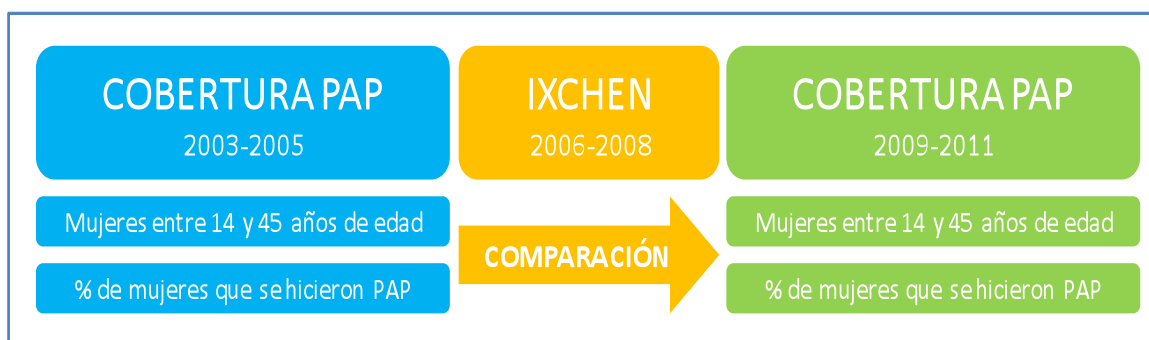 COBERTURA PAP
2003-2005
Mujeres entre 14 y 45 años de edad
% de mujeres que se hicieron PAP
IXCHEN
2006-2008
COMPARACIÓN
COBERTURA PAP
2009-2011
Mujeres entre 14 y 45 años de edad
% de mujeres que se hicieron PAP